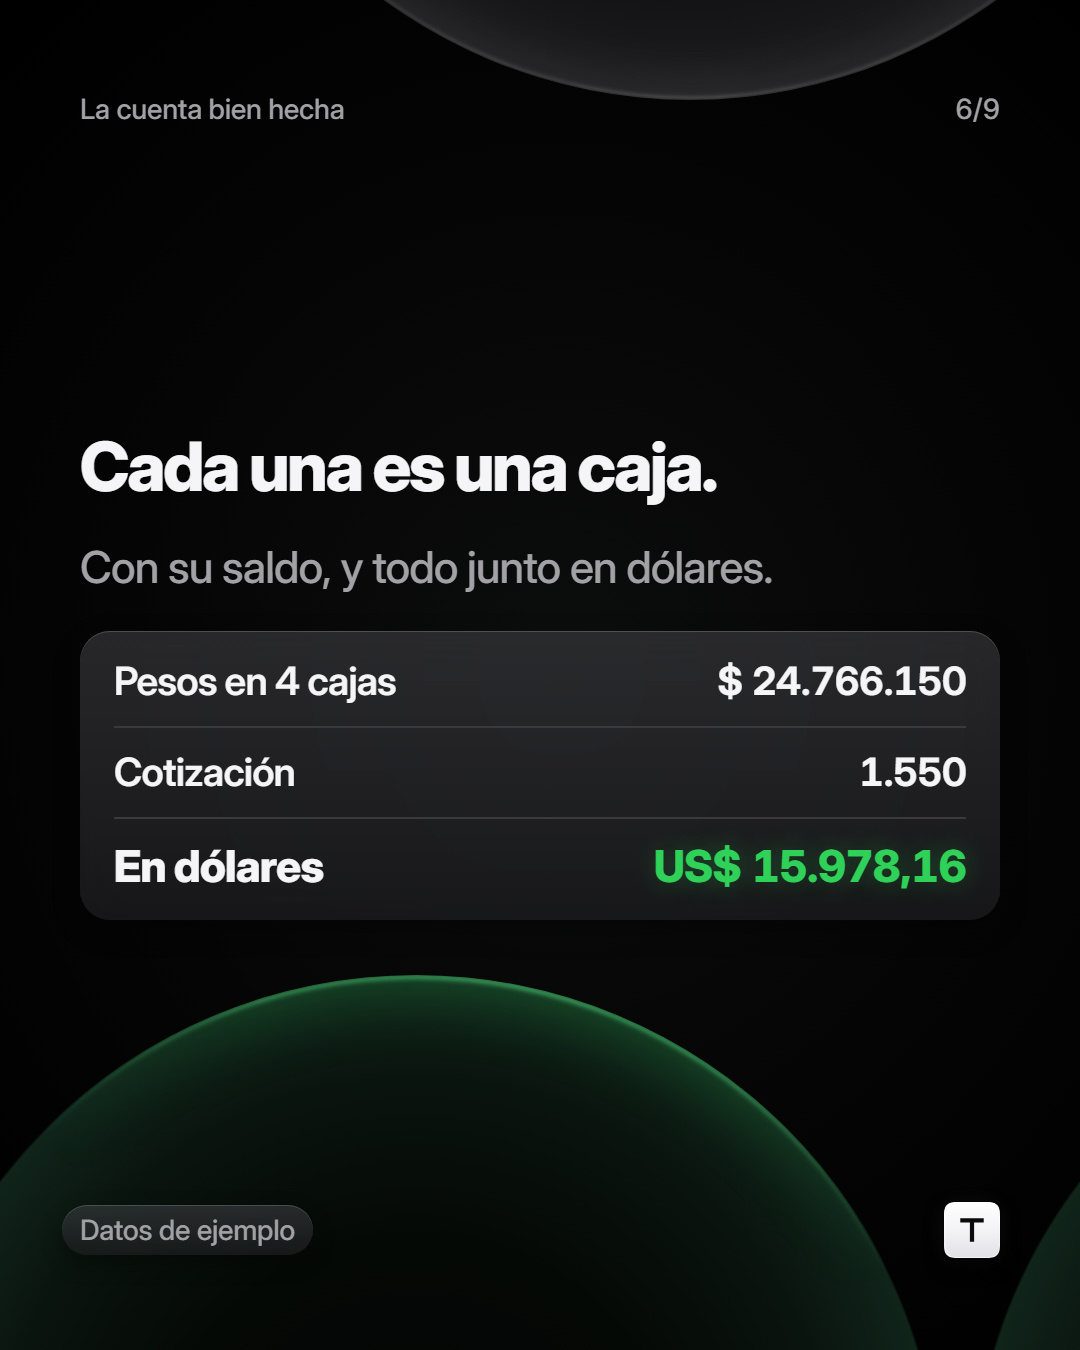 La cuenta bien hecha
6/9
Cada una es una caja.
Con su saldo, y todo junto en dólares.
Pesos en 4 cajas $ 24.766.150
Cotización 1.550
En dólares US$ 15.978,16
Datos de ejemplo
T